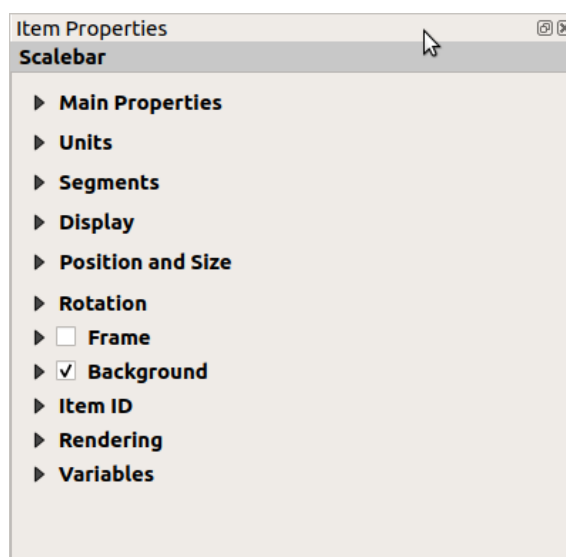 Item Properties
Scalebar
Main Properties
Units
Segments
Display
Position and Size
Rotation
Frame
Background
Item ID
Rendering
Variables